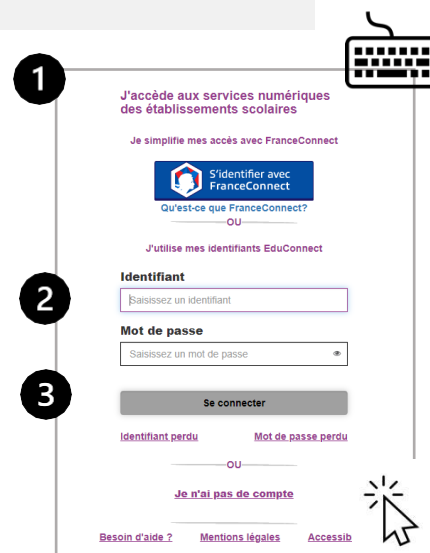 1
J'accède aux services numériques
des établissements scolaires
Je simplifie mes accès avec FranceConnect
S'identifier avec
FranceConnect
Qu'est-ce que FranceConnect?
OU
J'utilise mes identifiants EduConnect
Identifiant
2
Saisissez un identifiant
Mot de passe
Saisissez un mot de passe
3
Se connecter
Identifiant perdu Mot de passe perdu
OU
Je n'ai pas de compte
Besoin d'aide ? Mentions légales Accessib